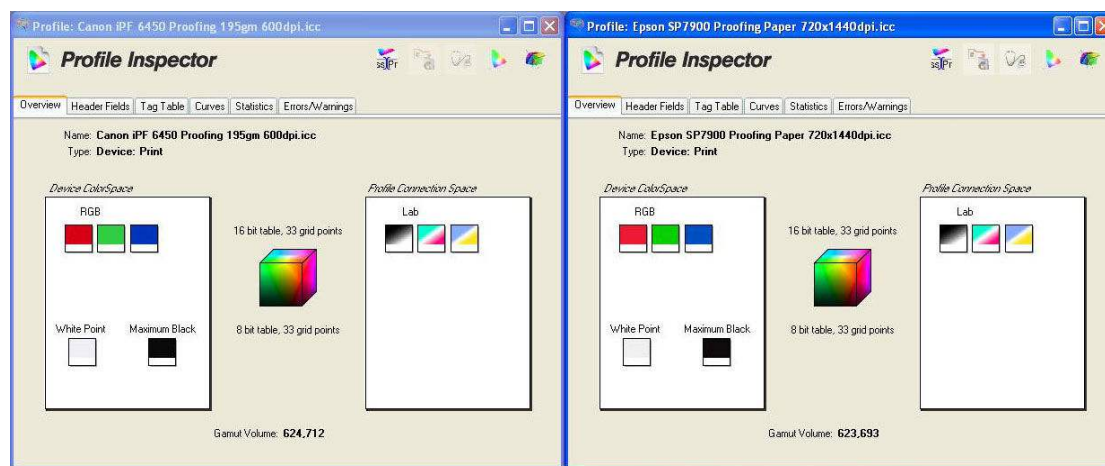 Profile: Canon iPF 6450 Proofing 195gm 600dpi.icc
Profile Inspector
Overview Header Fields Tag Table Curves Statistics Errors/Warnings
Name: Canon iPF 6450 Proofing 195gm 600dpi.icc
Type: Device: Print
Device ColorSpace
Profile Connection Space
RGB
Lab
16 bit table, 33 grid points
White Point
Maximum Black
8 bit table, 33 grid points
Gamut Volume: 624,712
Profile: Epson SP7900 Proofing Paper 720x1440dpi.icc
Profile Inspector
Overview Header Fields Tag Table Curves Statistics Errors/Warnings
Name: Epson SP7900 Proofing Paper 720x1440dpi.icc
Type: Device: Print
Device ColorSpace
Profile Connection Space
RGB
Lab
16 bit table, 33 grid points
White Point
Maximum Black
8 bit table, 33 grid points
Gamut Volume: 623,693